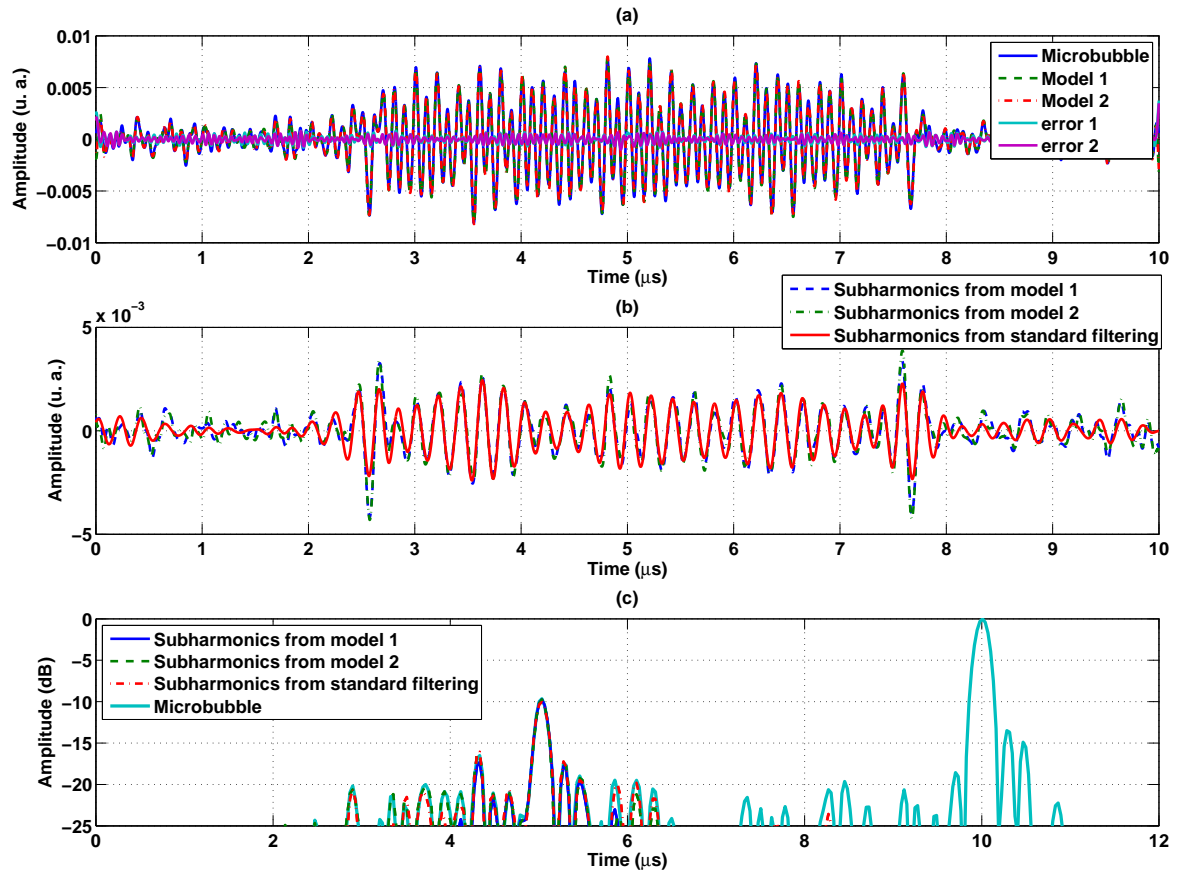 (a)
0.01
0.005
0
−0.005
−0.01
Amplitude (u. a.)
Microbubble
Model 1
Model 2
error 1
error 2
0 1 2 3 4 5 6 7 8 9 10
Time (μs)
(b)
x 10−3
5
0
−5
Amplitude (u. a.)
Subharmonics from model 1
Subharmonics from model 2
Subharmonics from standard filtering
0 1 2 3 4 5 6 7 8 9 10
Time (μs)
(c)
0
−5
−10
−15
−20
−25
Amplitude (dB)
Subharmonics from model 1
Subharmonics from model 2
Subharmonics from standard filtering
Microbubble
0 2 4 6 8 10 12
Time (μs)